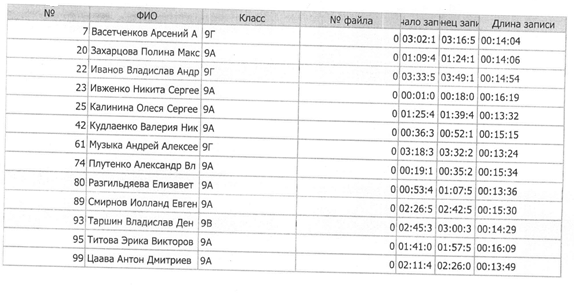 № ФИО Класс № файла чало зап нец запи Длина записи
7 Васетченков Арсений А 9Г 0 03:02:1 03:16:5 00:14:04
20 Захарцова Полина Макс 9А 0 01:09:4 01:24:1 00:14:06
22 Иванов Владислав Андр 9Г 0 03:33:5 03:49:1 00:14:54
23 Ивженко Никита Сергее 9А 0 00:01:0 00:18:0 00:16:19
25 Калинина Олеся Сергее 9А 0 01:25:4 01:39:4 00:13:32
42 Кудлаенко Валерия Ник 9А 0 00:36:3 00:52:1 00:15:15
61 Музыка Андрей Алексее 9Г 0 03:18:3 03:32:2 00:13:24
74 Плутенко Александр Вл 9А 0 00:19:1 00:35:2 00:15:34
80 Разгильдяева Елизавет 9А 0 00:53:4 01:07:5 00:13:36
89 Смирнов Иолланд Евген 9А 0 02:26:5 02:42:5 00:15:30
93 Таршин Владислав Ден 9В 0 02:45:3 03:00:3 00:14:29
95 Титова Эрика Викторов 9А 0 01:41:0 01:57:5 00:16:09
99 Цаава Антон Дмитриев 9А 0 02:11:4 02:26:0 00:13:49